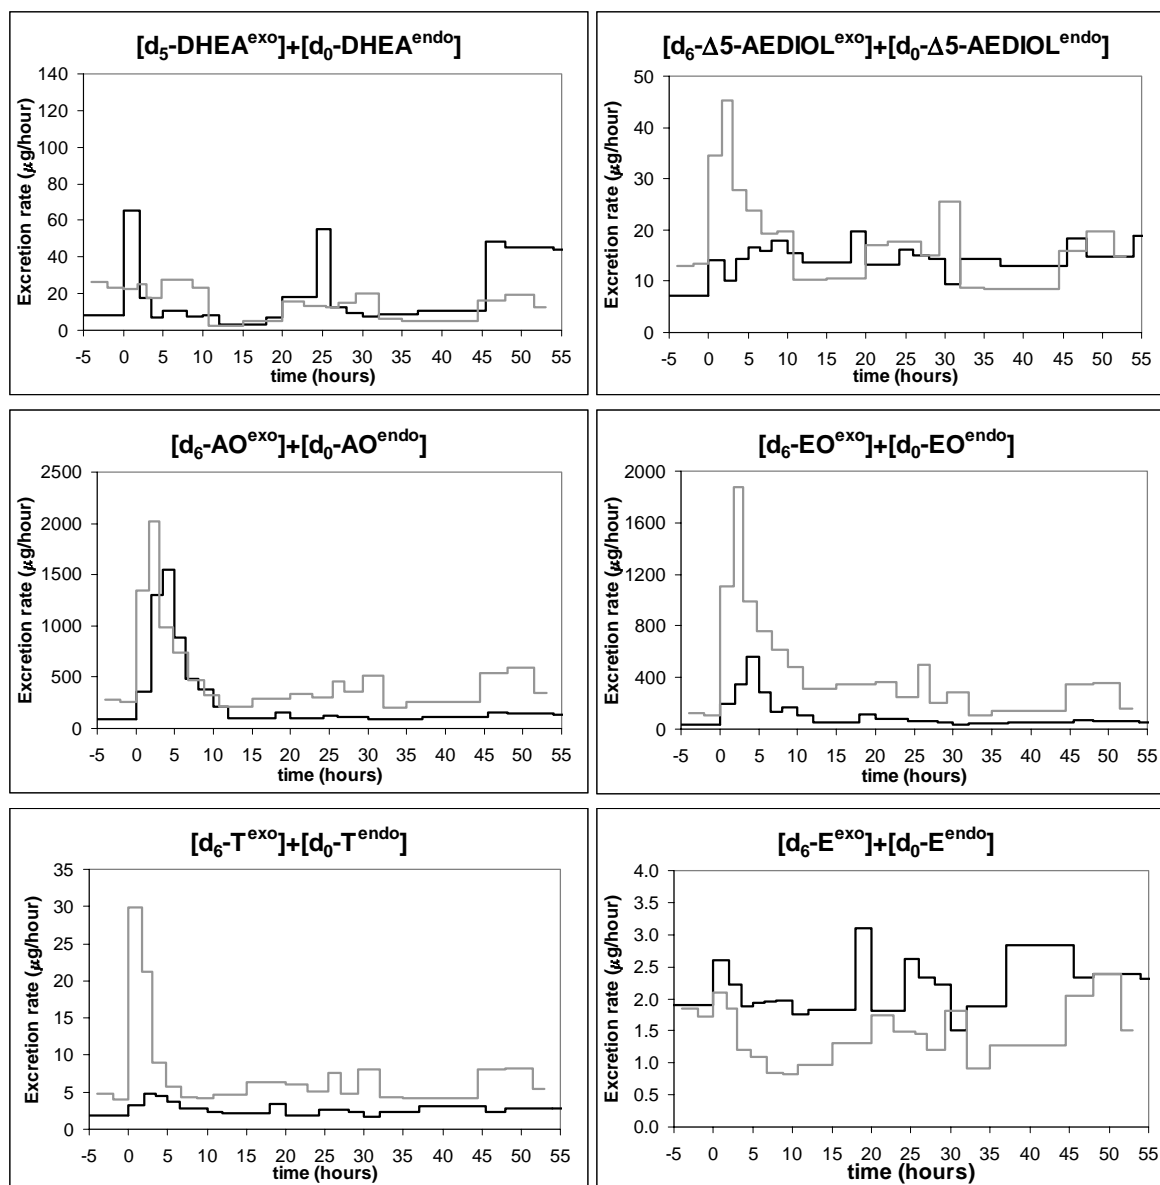 [d5-DHEAexo]+[d0-DHEAendo]
Excretion rate (μg/hour)
140
120
100
80
60
40
20
0
-5 0 5 10 15 20 25 30 35 40 45 50 55
time (hours)
[d6-Δ5-AEDIOLexo]+[d0-Δ5-AEDIOLendo]
Excretion rate (μg/hour)
50
40
30
20
10
0
-5 0 5 10 15 20 25 30 35 40 45 50 55
time (hours)
[d6-AOexo]+[d0-AOendo]
Excretion rate (μg/hour)
2500
2000
1500
1000
500
0
-5 0 5 10 15 20 25 30 35 40 45 50 55
time (hours)
[d6-EOexo]+[d0-EOendo]
Excretion rate (μg/hour)
2000
1600
1200
800
400
0
-5 0 5 10 15 20 25 30 35 40 45 50 55
time (hours)
[d6-Texo]+[d0-Tendo]
Excretion rate (μg/hour)
35
30
25
20
15
10
5
0
-5 0 5 10 15 20 25 30 35 40 45 50 55
time (hours)
[d6-Eexo]+[d0-Eendo]
Excretion rate (μg/hour)
4.0
3.5
3.0
2.5
2.0
1.5
1.0
0.5
0.0
-5 0 5 10 15 20 25 30 35 40 45 50 55
time (hours)